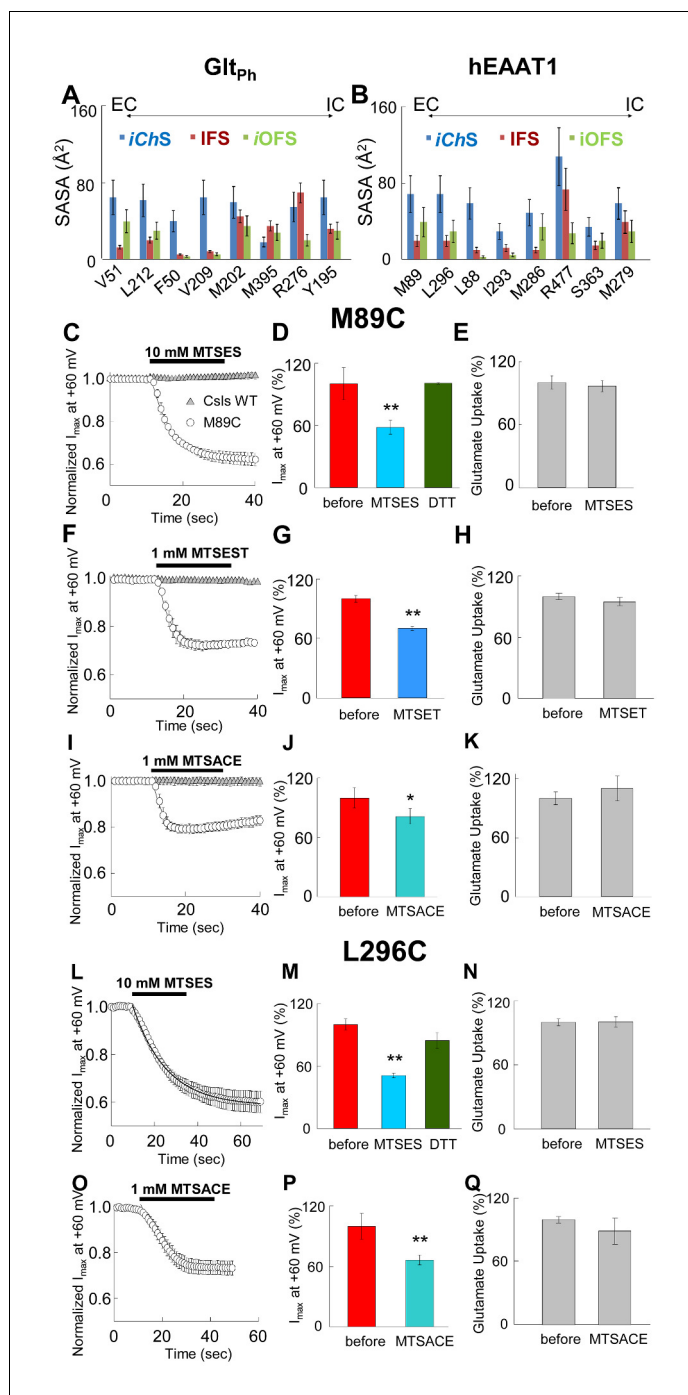 GltPh
hEAAT1
A
EC
IC
iChS IFS iOFS
SASA (Å²)
160
80
0
V51 L212 F50 V209 M202 M395 R276 Y195
B
EC
IC
iChS IFS iOFS
SASA (Å²)
160
80
0
M89 L296 L88 I293 M286 R477 S363 M279
M89C
C
10 mM MTSES
CsIs WT
M89C
Normalized Imax at +60 mV
1.0
0.8
0.6
0 20 40
Time (sec)
D
Imax at +60 mV (%)
120
60
0
**
before MTSES DTT
E
Glutamate Uptake (%)
120
60
0
before MTSES
F
1 mM MTSEST
Normalized Imax at +60 mV
1.0
0.8
0.6
0 20 40
Time (sec)
G
Imax at +60 mV (%)
120
60
0
**
before MTSET
H
Glutamate Uptake (%)
120
60
0
before MTSET
I
1 mM MTSACE
Normalized Imax at +60 mV
1.0
0.8
0.6
0 20 40
Time (sec)
J
Imax at +60 mV (%)
120
60
0
*
before MTSACE
K
Glutamate Uptake (%)
120
60
0
before MTSACE
L296C
L
10 mM MTSES
Normalized Imax at +60 mV
1.0
0.8
0.6
0 20 40 60
Time (sec)
M
Imax at +60 mV (%)
120
60
0
**
before MTSES DTT
N
Glutamate Uptake (%)
120
60
0
before MTSES
O
1 mM MTSACE
Normalized Imax at +60 mV
1.0
0.8
0.6
0 20 40 60
Time (sec)
P
Imax at +60 mV (%)
120
60
0
**
before MTSACE
Q
Glutamate Uptake (%)
120
60
0
before MTSACE